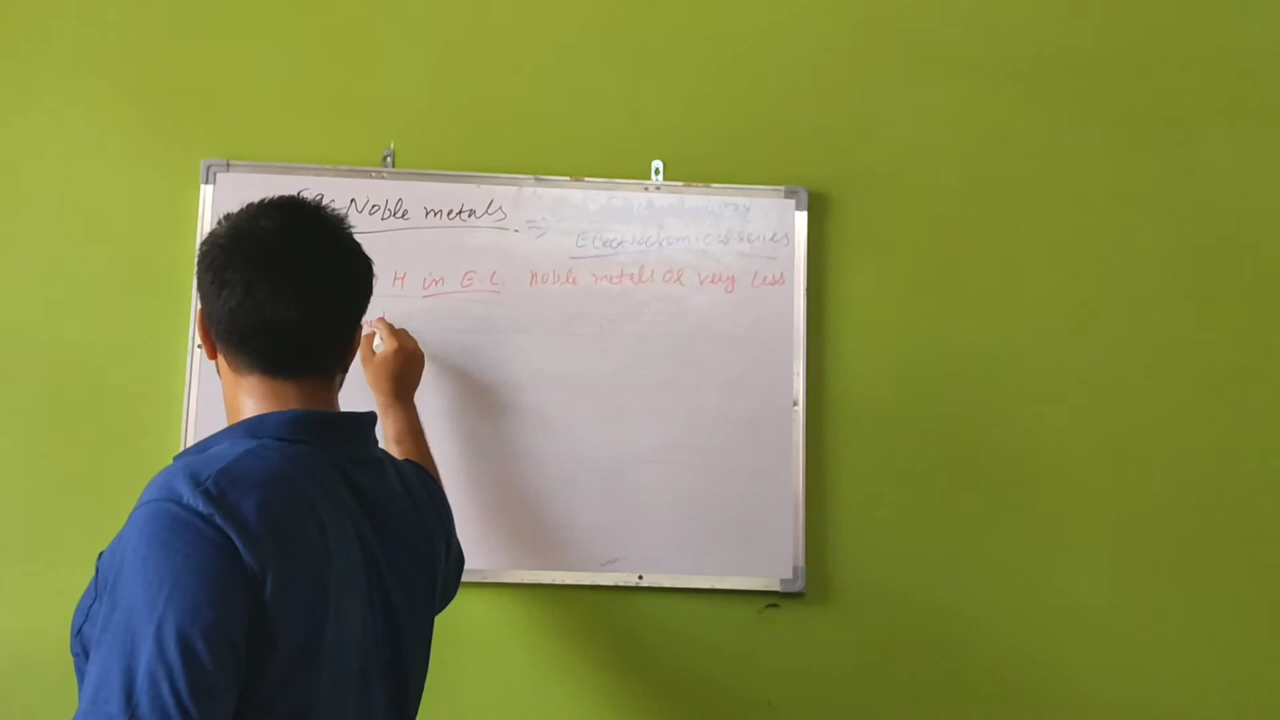 Noble metals
⇒
Electrochemical series
H in E.C. Noble metals or very less